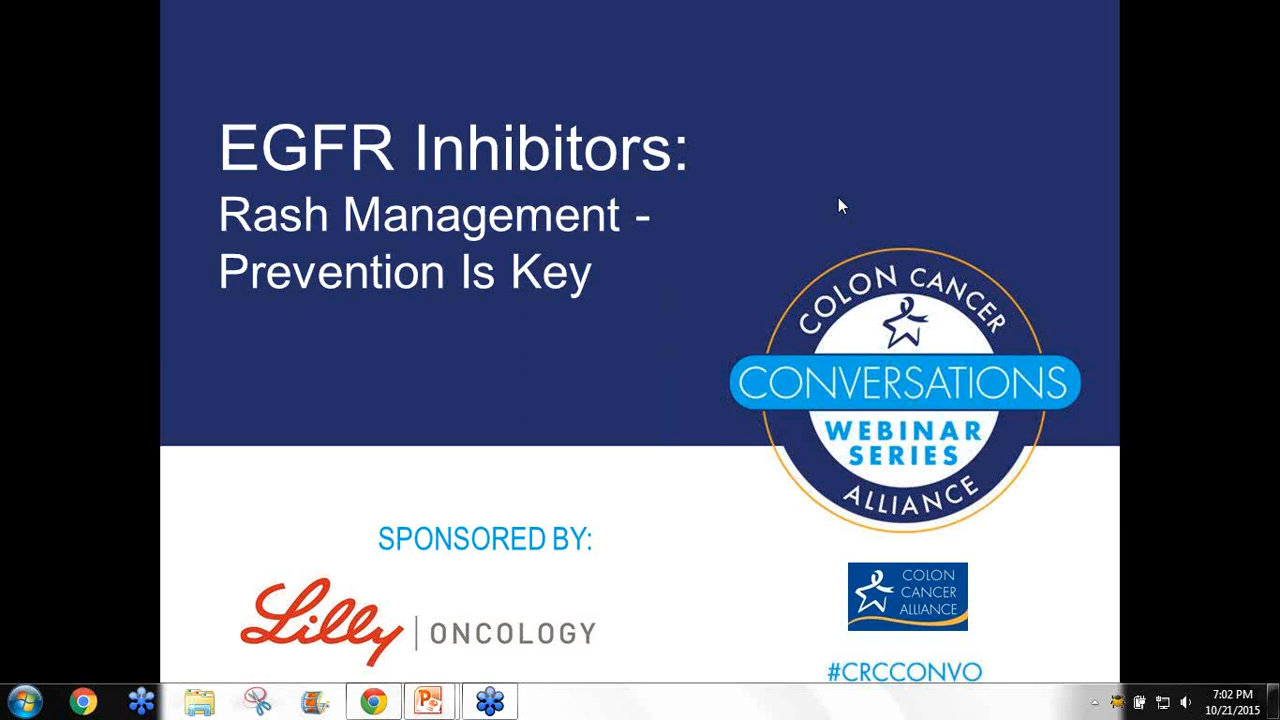 EGFR Inhibitors:
Rash Management -
Prevention Is Key
COLON CANCER
CONVERSATIONS
WEBINAR
SERIES
ALLIANCE
SPONSORED BY:
Lilly | ONCOLOGY
COLON
CANCER
ALLIANCE
#CRCCONVO
7:02 PM
10/21/2015